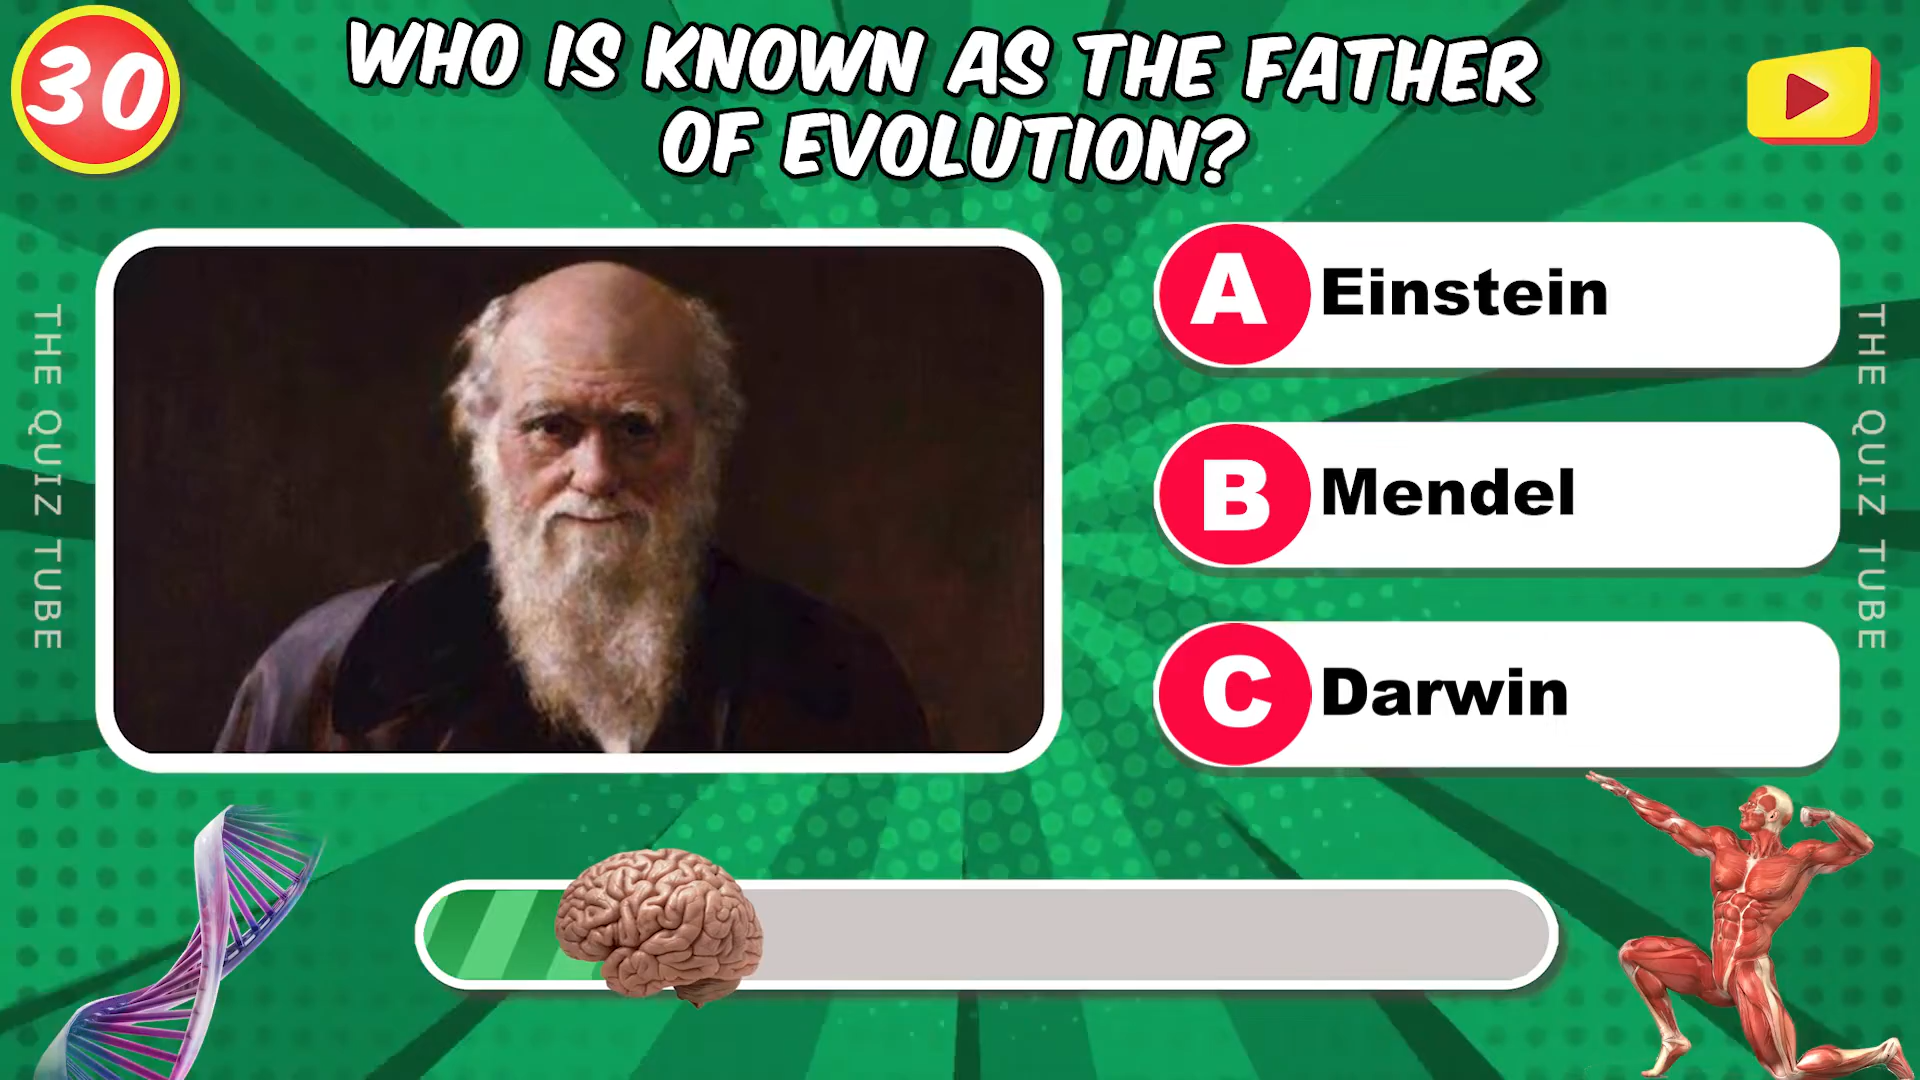 30
WHO IS KNOWN AS THE FATHER
OF EVOLUTION?
THE QUIZ TUBE
A Einstein
B Mendel
C Darwin
THE QUIZ TUBE